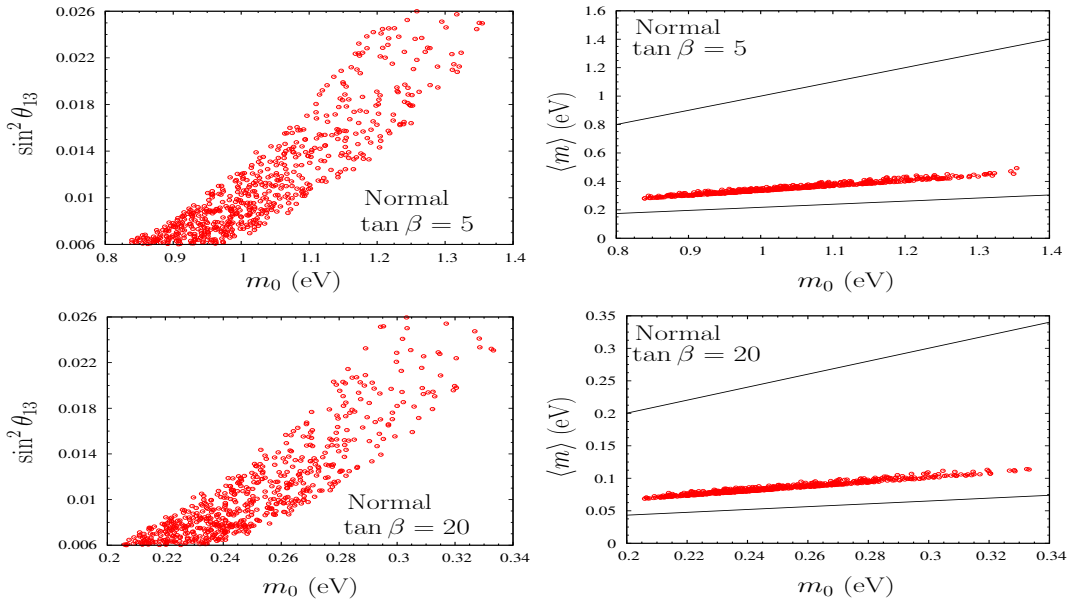 0.026
0.022
0.018
0.014
0.01
0.006
sin² θ₁₃
Normal
tan β = 5
0.8 0.9 1 1.1 1.2 1.3 1.4
m₀ (eV)
1.6
1.4
1.2
1
0.8
0.6
0.4
0.2
0
⟨m⟩ (eV)
Normal
tan β = 5
0.8 0.9 1 1.1 1.2 1.3 1.4
m₀ (eV)
0.026
0.022
0.018
0.014
0.01
0.006
sin² θ₁₃
Normal
tan β = 20
0.2 0.22 0.24 0.26 0.28 0.3 0.32 0.34
m₀ (eV)
0.35
0.3
0.25
0.2
0.15
0.1
0.05
0
⟨m⟩ (eV)
Normal
tan β = 20
0.2 0.22 0.24 0.26 0.28 0.3 0.32 0.34
m₀ (eV)